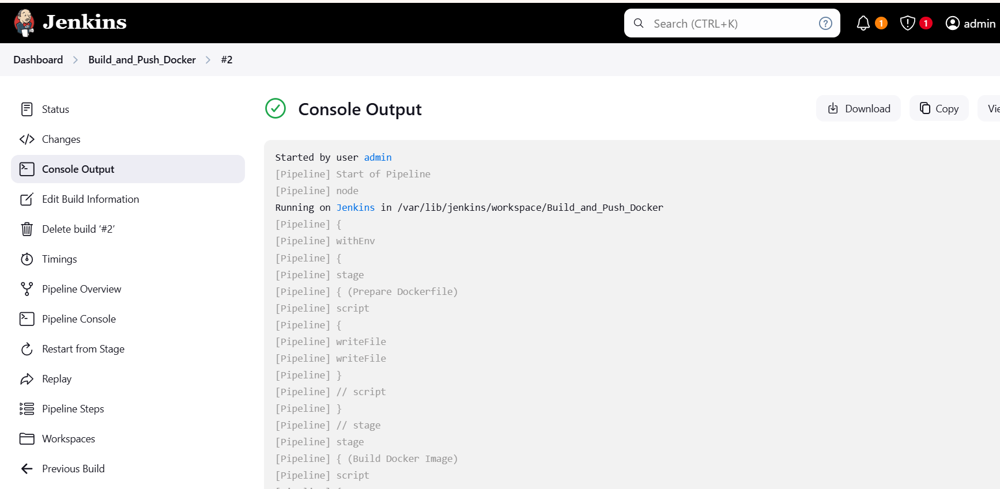 Jenkins
Search (CTRL+K)
?
1
1
admin
Dashboard > Build_and_Push_Docker > #2
Status
Changes
Console Output
Edit Build Information
Delete build ‘#2’
Timings
Pipeline Overview
Pipeline Console
Restart from Stage
Replay
Pipeline Steps
Workspaces
Previous Build
Console Output
Download
Copy
Vie
Started by user admin
[Pipeline] Start of Pipeline
[Pipeline] node
Running on Jenkins in /var/lib/jenkins/workspace/Build_and_Push_Docker
[Pipeline] {
[Pipeline] withEnv
[Pipeline] {
[Pipeline] stage
[Pipeline] { (Prepare Dockerfile)
[Pipeline] script
[Pipeline] {
[Pipeline] writeFile
[Pipeline] writeFile
[Pipeline] }
[Pipeline] // script
[Pipeline] }
[Pipeline] // stage
[Pipeline] stage
[Pipeline] { (Build Docker Image)
[Pipeline] script